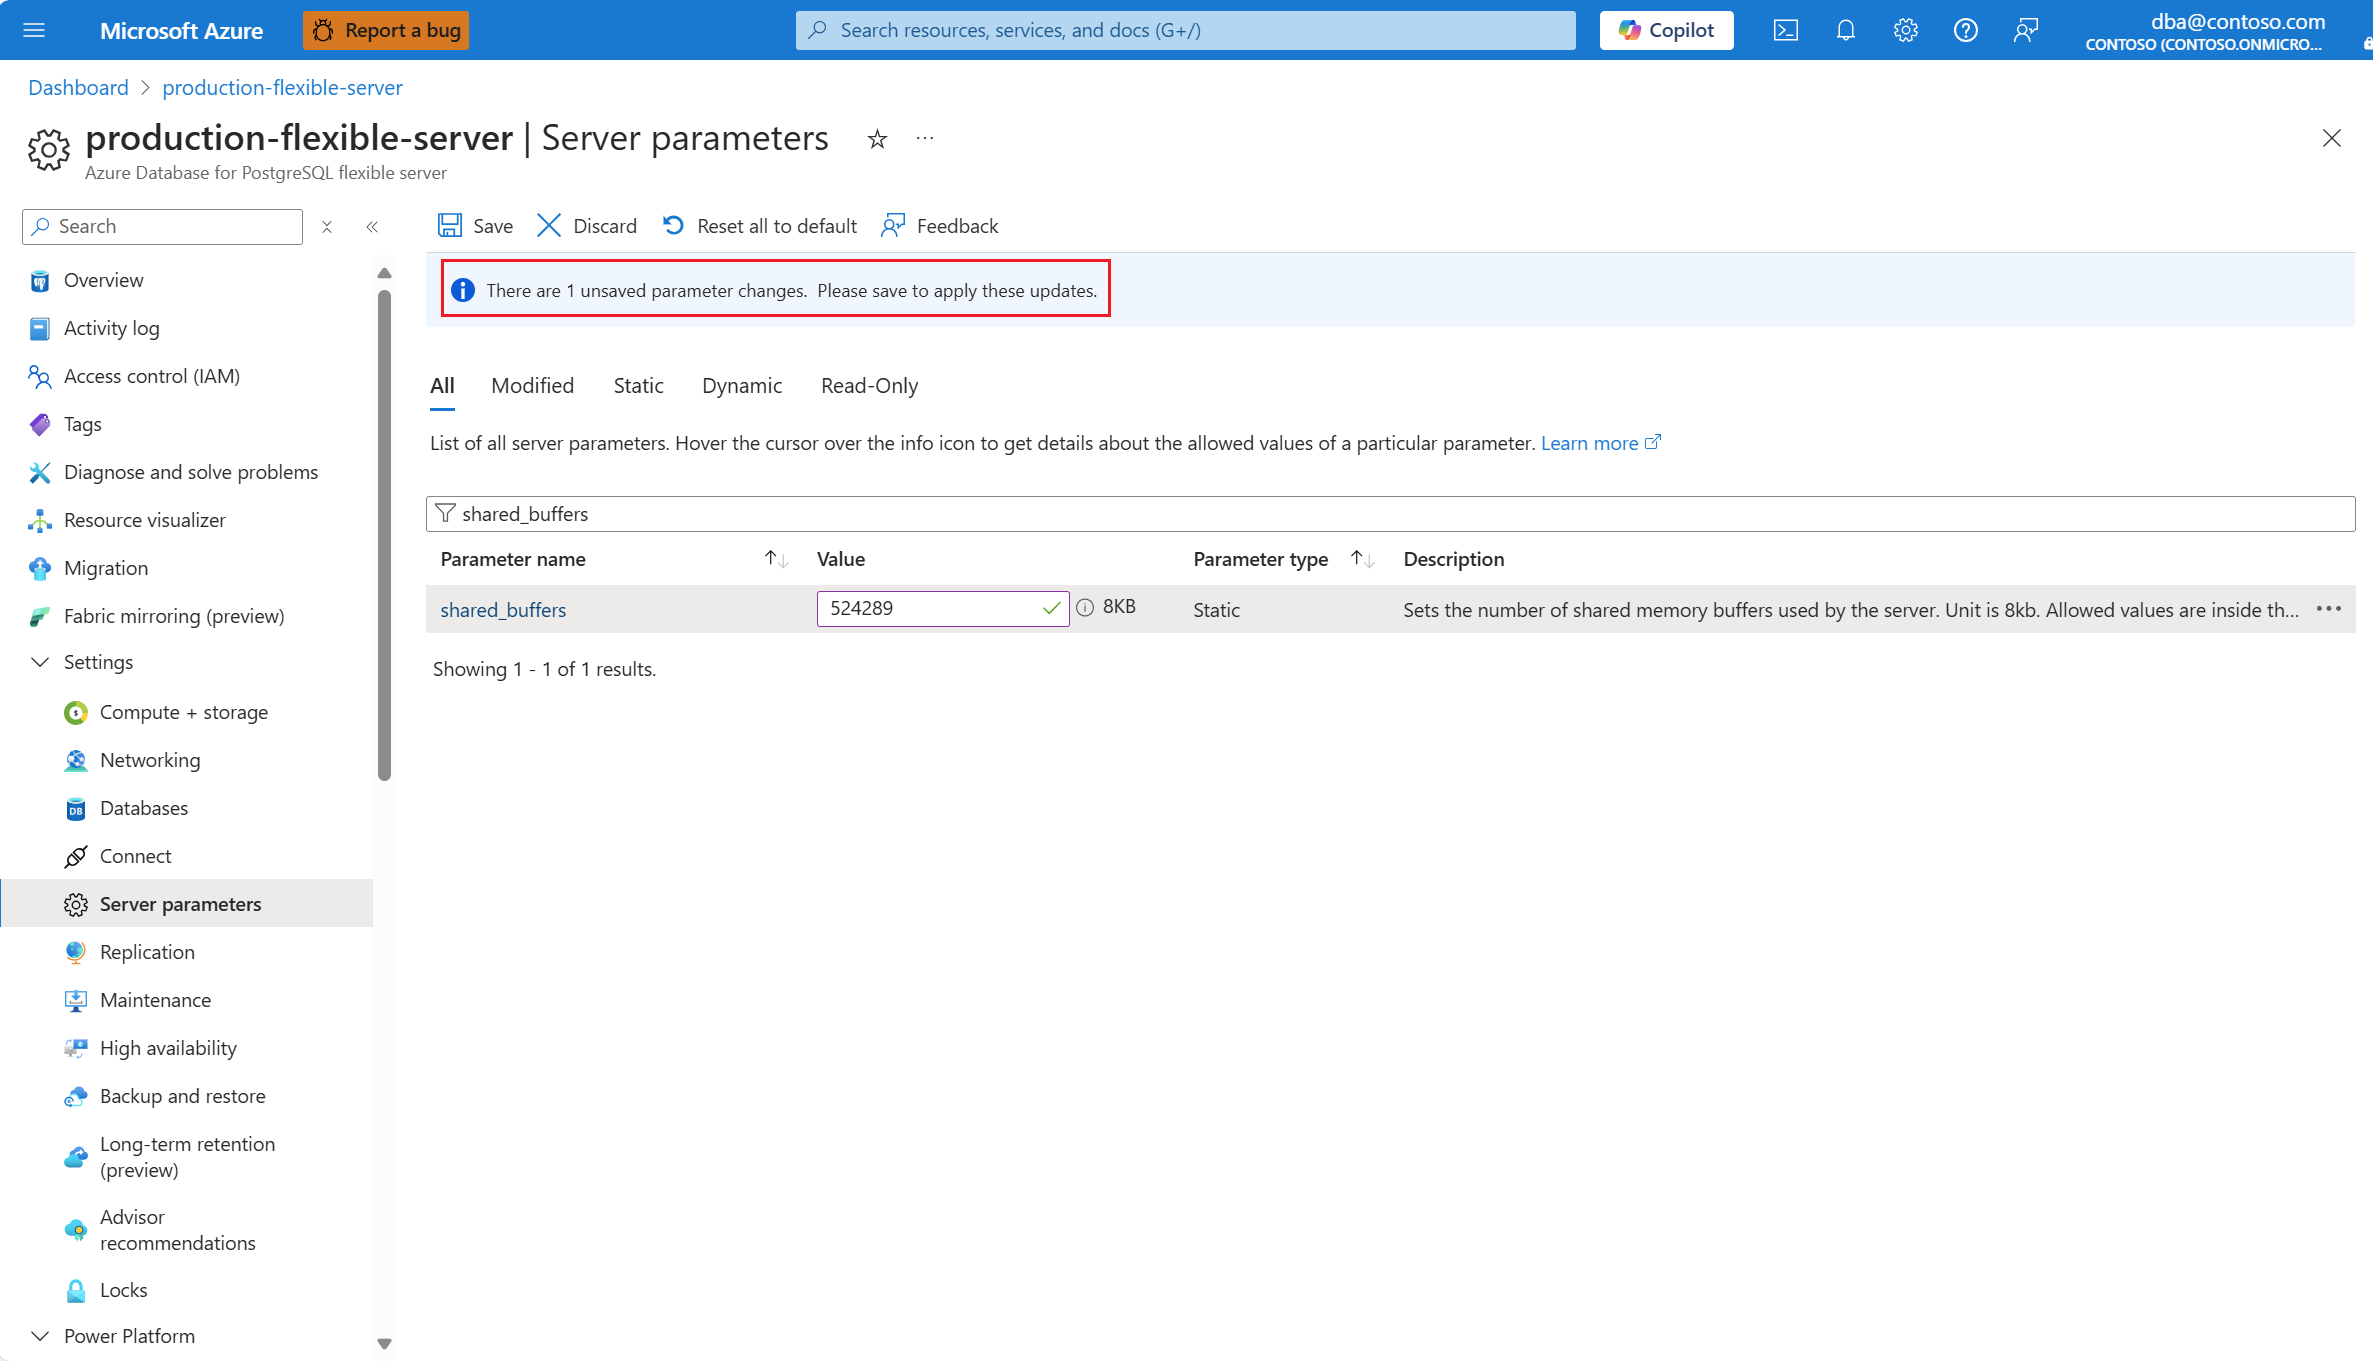 Microsoft Azure
Report a bug
Search resources, services, and docs (G+/)
Copilot
dba@contoso.com
CONTOSO (CONTOSO.ONMICRO...
Dashboard > production-flexible-server
production-flexible-server | Server parameters
Azure Database for PostgreSQL flexible server
Search
Overview
Activity log
Access control (IAM)
Tags
Diagnose and solve problems
Resource visualizer
Migration
Fabric mirroring (preview)
Settings
Compute + storage
Networking
Databases
Connect
Server parameters
Replication
Maintenance
High availability
Backup and restore
Long-term retention
(preview)
Advisor
recommendations
Locks
Power Platform
Save Discard Reset all to default Feedback
There are 1 unsaved parameter changes. Please save to apply these updates.
All Modified Static Dynamic Read-Only
List of all server parameters. Hover the cursor over the info icon to get details about the allowed values of a particular parameter. Learn more
shared_buffers
Parameter name Value Parameter type Description
shared_buffers 524289 8KB Static Sets the number of shared memory buffers used by the server. Unit is 8kb. Allowed values are inside th...
Showing 1 - 1 of 1 results.